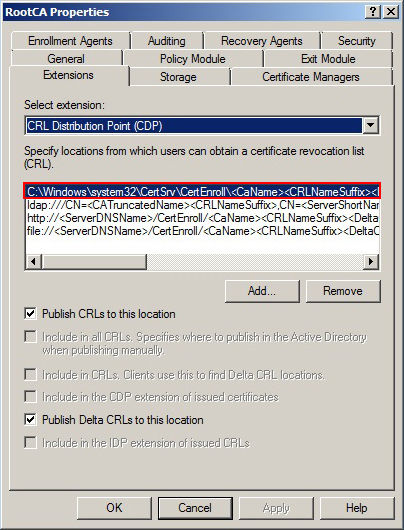 RootCA Properties
Enrollment Agents Auditing Recovery Agents Security
General Policy Module Exit Module
Extensions Storage Certificate Managers
Select extension:
CRL Distribution Point (CDP)
Specify locations from which users can obtain a certificate revocation list
(CRL).
C:\Windows\system32\CertSrv\CertEnroll\<CaName><CRLNameSuffix><
ldap:///CN=<CATruncatedName><CRLNameSuffix>,CN=<ServerShortNam
http://<ServerDNSName>/CertEnroll/<CaName><CRLNameSuffix><Delta
file://<ServerDNSName>/CertEnroll/<CaName><CRLNameSuffix><DeltaC
Add... Remove
Publish CRLs to this location
Include in all CRLs. Specifies where to publish in the Active Directory
when publishing manually.
Include in CRLs. Clients use this to find Delta CRL locations.
Include in the CDP extension of issued certificates
Publish Delta CRLs to this location
Include in the IDP extension of issued CRLs
OK Cancel Apply Help